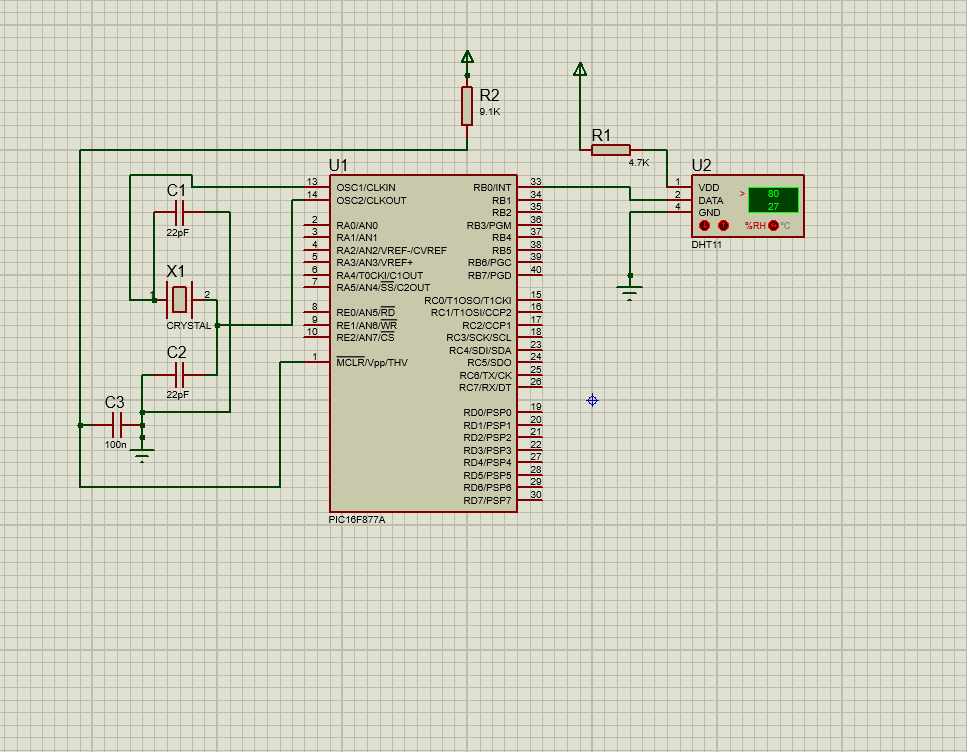 R2
9.1K
R1
4.7K
U1
U2
C1
22pF
X1
1
2
CRYSTAL
C2
22pF
C3
100n
13 OSC1/CLKIN RB0/INT 33
14 OSC2/CLKOUT RB1 34
RB2 35
2 RA0/AN0 RB3/PGM 36
3 RA1/AN1 RB4 37
4 RA2/AN2/VREF-/CVREF RB5 38
5 RA3/AN3/VREF+ RB6/PGC 39
6 RA4/T0CKI/C1OUT RB7/PGD 40
7 RA5/AN4/SS/C2OUT
RC0/T1OSO/T1CKI 15
8 RE0/AN5/RD RC1/T1OSI/CCP2 16
9 RE1/AN6/WR RC2/CCP1 17
10 RE2/AN7/CS RC3/SCK/SCL 18
RC4/SDI/SDA 23
1 MCLR/Vpp/THV RC5/SDO 24
RC6/TX/CK 25
RC7/RX/DT 26
RD0/PSP0 19
RD1/PSP1 20
RD2/PSP2 21
RD3/PSP3 22
RD4/PSP4 27
RD5/PSP5 28
RD6/PSP6 29
RD7/PSP7 30
PIC16F877A
1 VDD
2 DATA
4 GND
> 80
27
%RH °C
DHT11